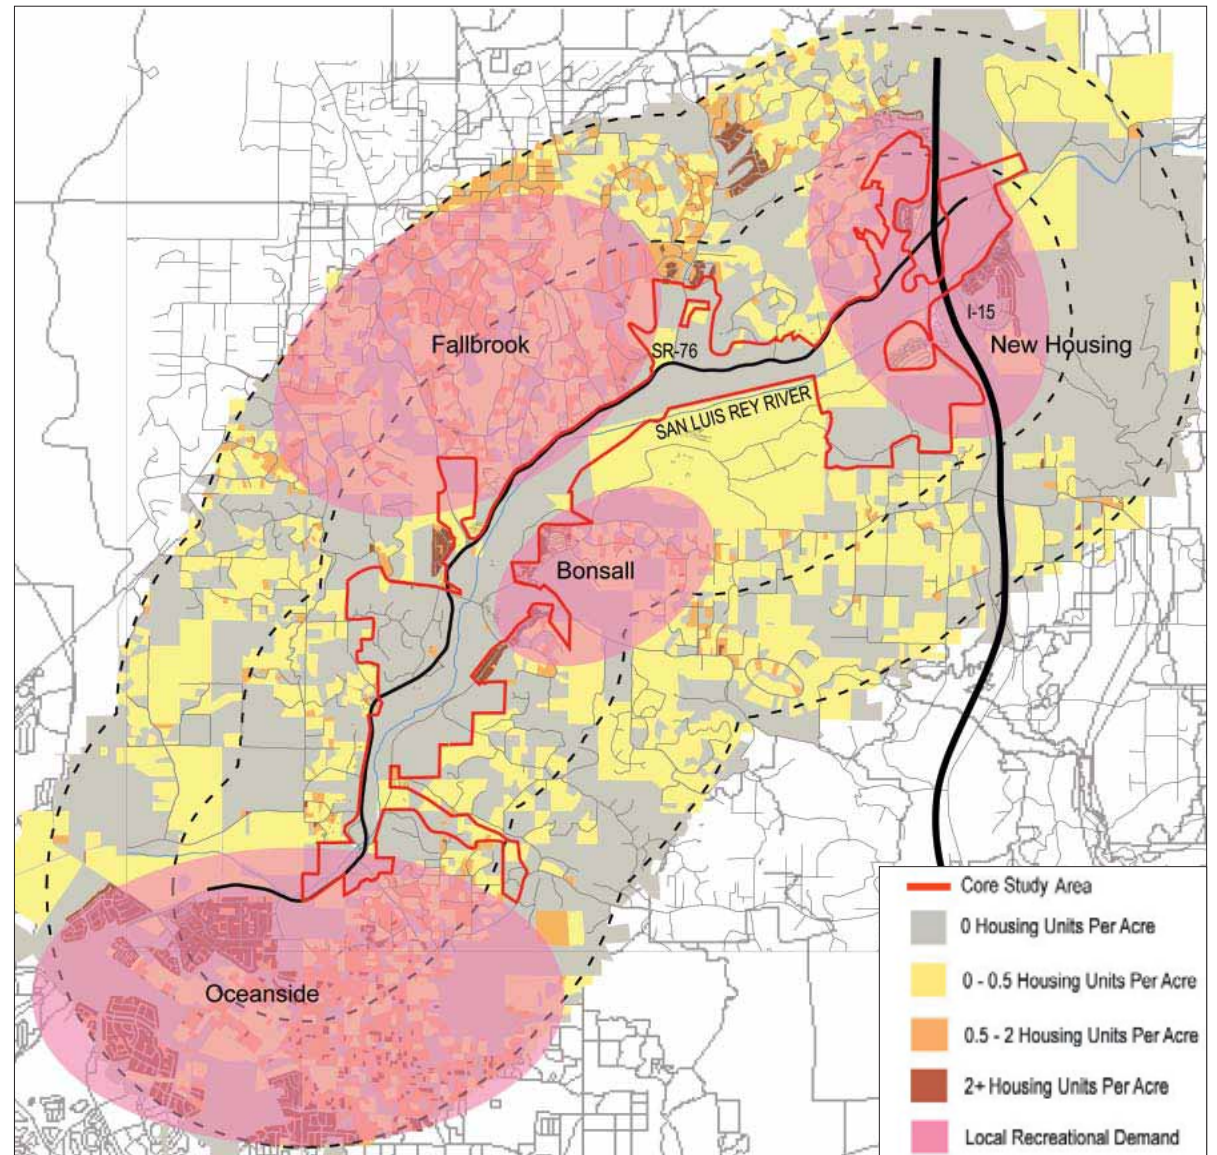 I-15
Fallbrook
SR-76
New Housing
SAN LUIS REY RIVER
Bonsall
Oceanside
Core Study Area
0 Housing Units Per Acre
0 - 0.5 Housing Units Per Acre
0.5 - 2 Housing Units Per Acre
2+ Housing Units Per Acre
Local Recreational Demand